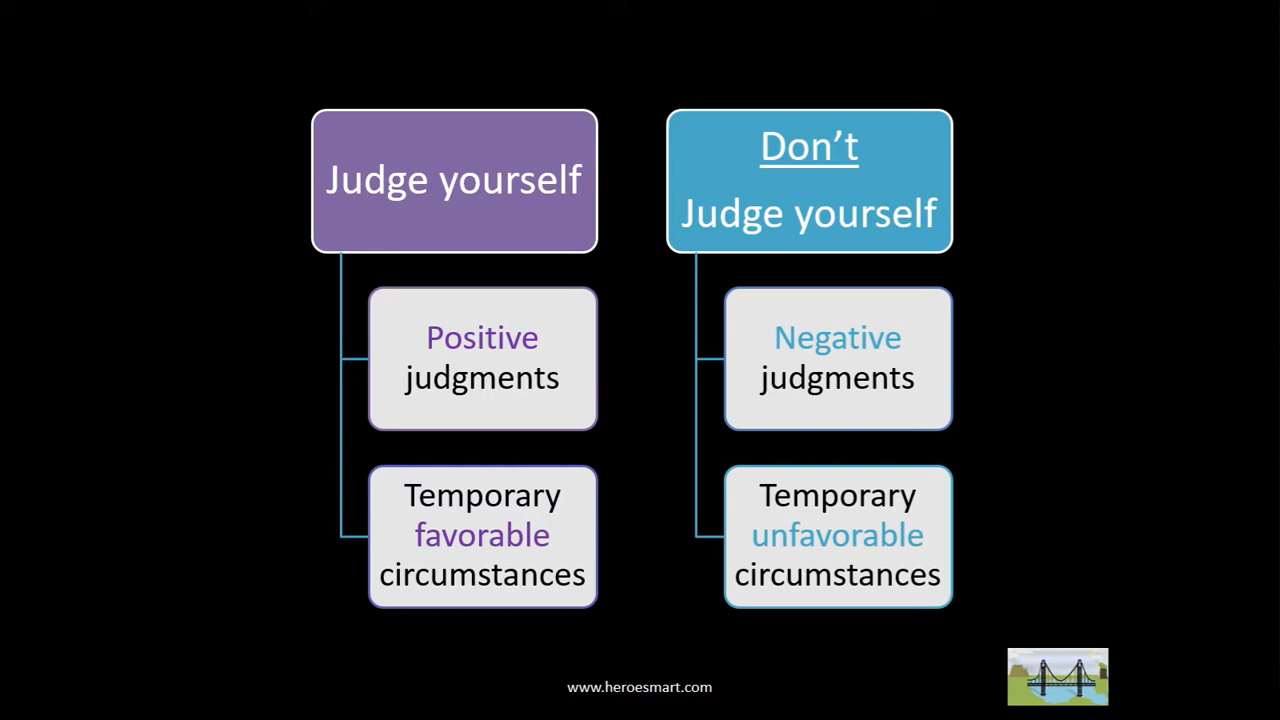 Judge yourself
Positive
judgments
Temporary
favorable
circumstances
Don’t
Judge yourself
Negative
judgments
Temporary
unfavorable
circumstances
www.heroesmart.com